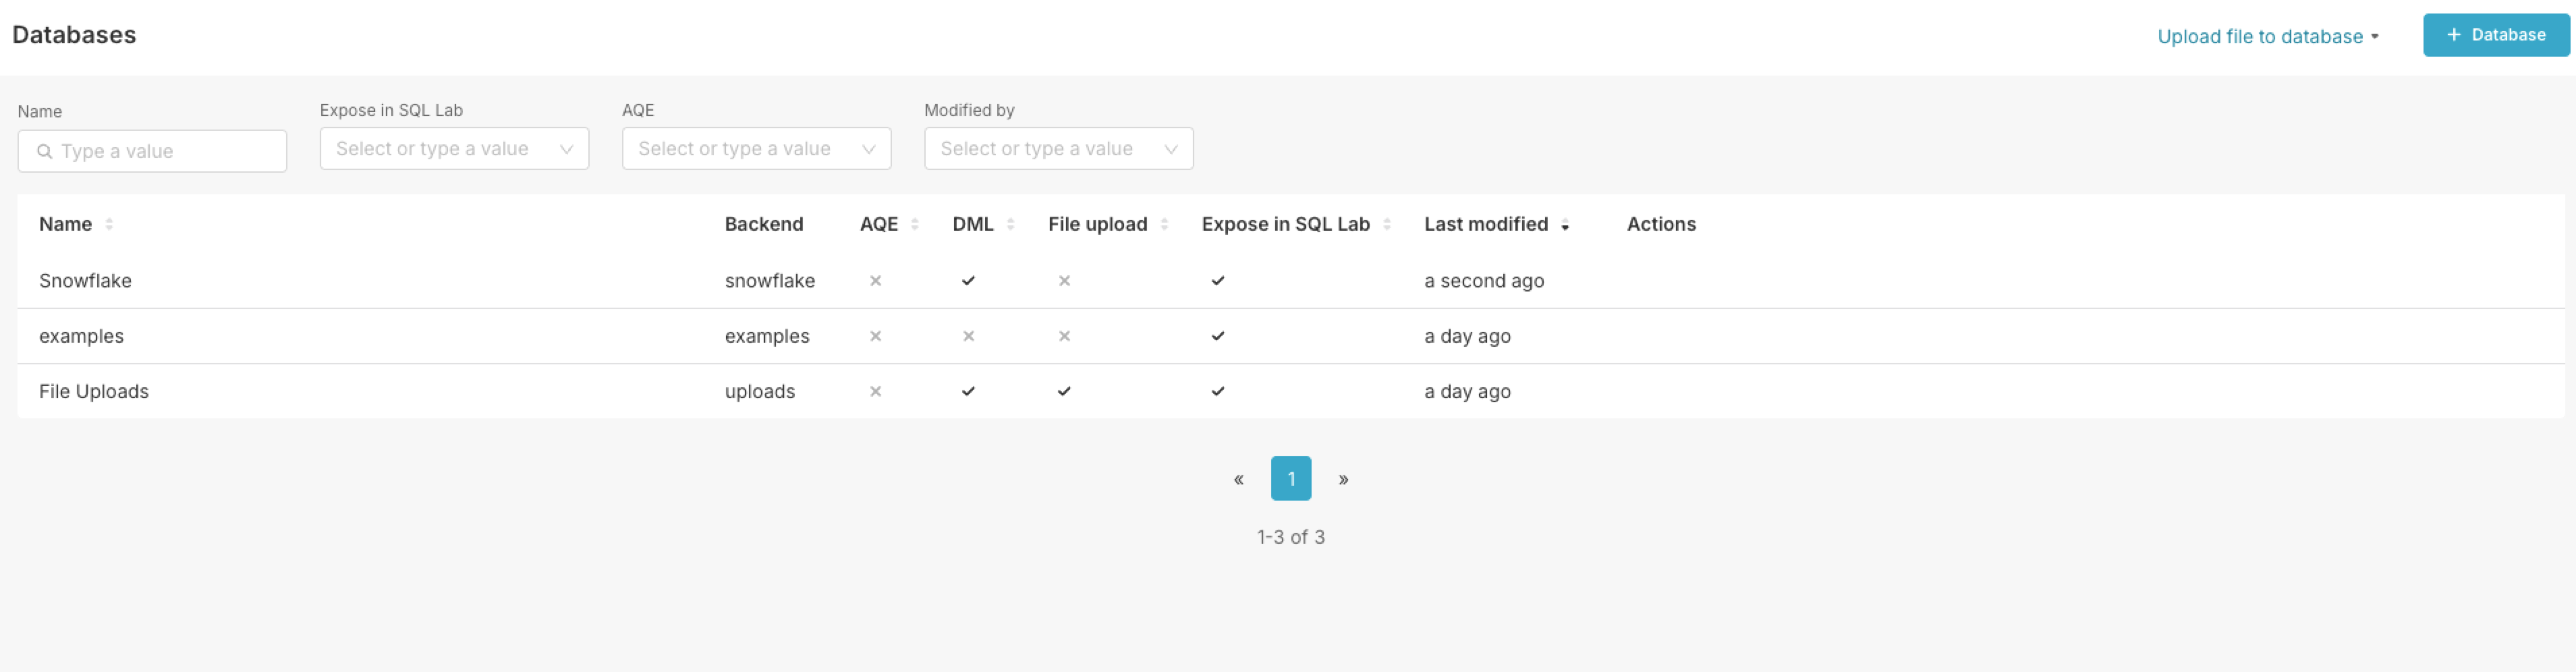 Databases
Upload file to database
+ Database
Name
Expose in SQL Lab
AQE
Modified by
Type a value
Select or type a value
Select or type a value
Select or type a value
Name Backend AQE DML File upload Expose in SQL Lab Last modified Actions
Snowflake snowflake × ✓ × ✓ a second ago
examples examples × × × ✓ a day ago
File Uploads uploads × ✓ ✓ ✓ a day ago
« 1 »
1-3 of 3